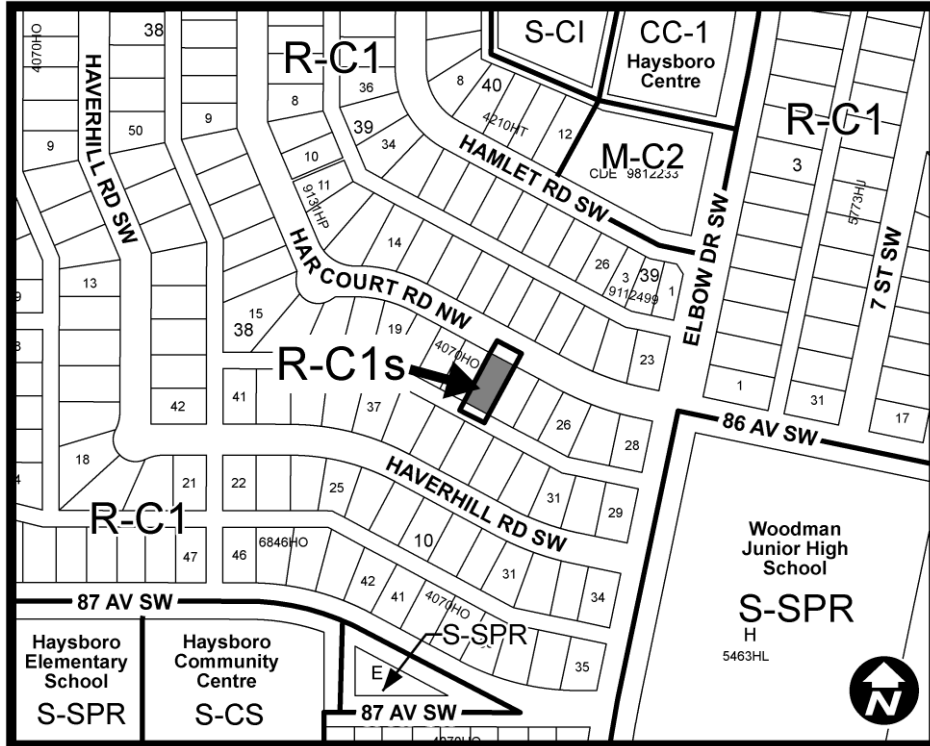 4070HO
38
HAVERHILL RD SW
9
50
9
R-C1
8
36
39
34
10
11
9131HP
8
40
4210HT
12
S-CI
CC-1
Haysboro
Centre
M-C2
CDE 9812233
R-C1
3
5773HU
7 ST SW
HAMLET RD SW
ELBOW DR SW
26
3
39
1
9112499
13
14
HARCOURT RD NW
15
38
19
4070HO
R-C1s
23
1
31
17
86 AV SW
42
41
37
26
28
18
21
22
25
HAVERHILL RD SW
31
29
R-C1
47
46
6846HO
10
31
34
42
41
4070HO
35
87 AV SW
Woodman
Junior High
School
S-SPR
H
5463HL
Haysboro
Elementary
School
S-SPR
Haysboro
Community
Centre
S-CS
S-SPR
E
87 AV SW
N